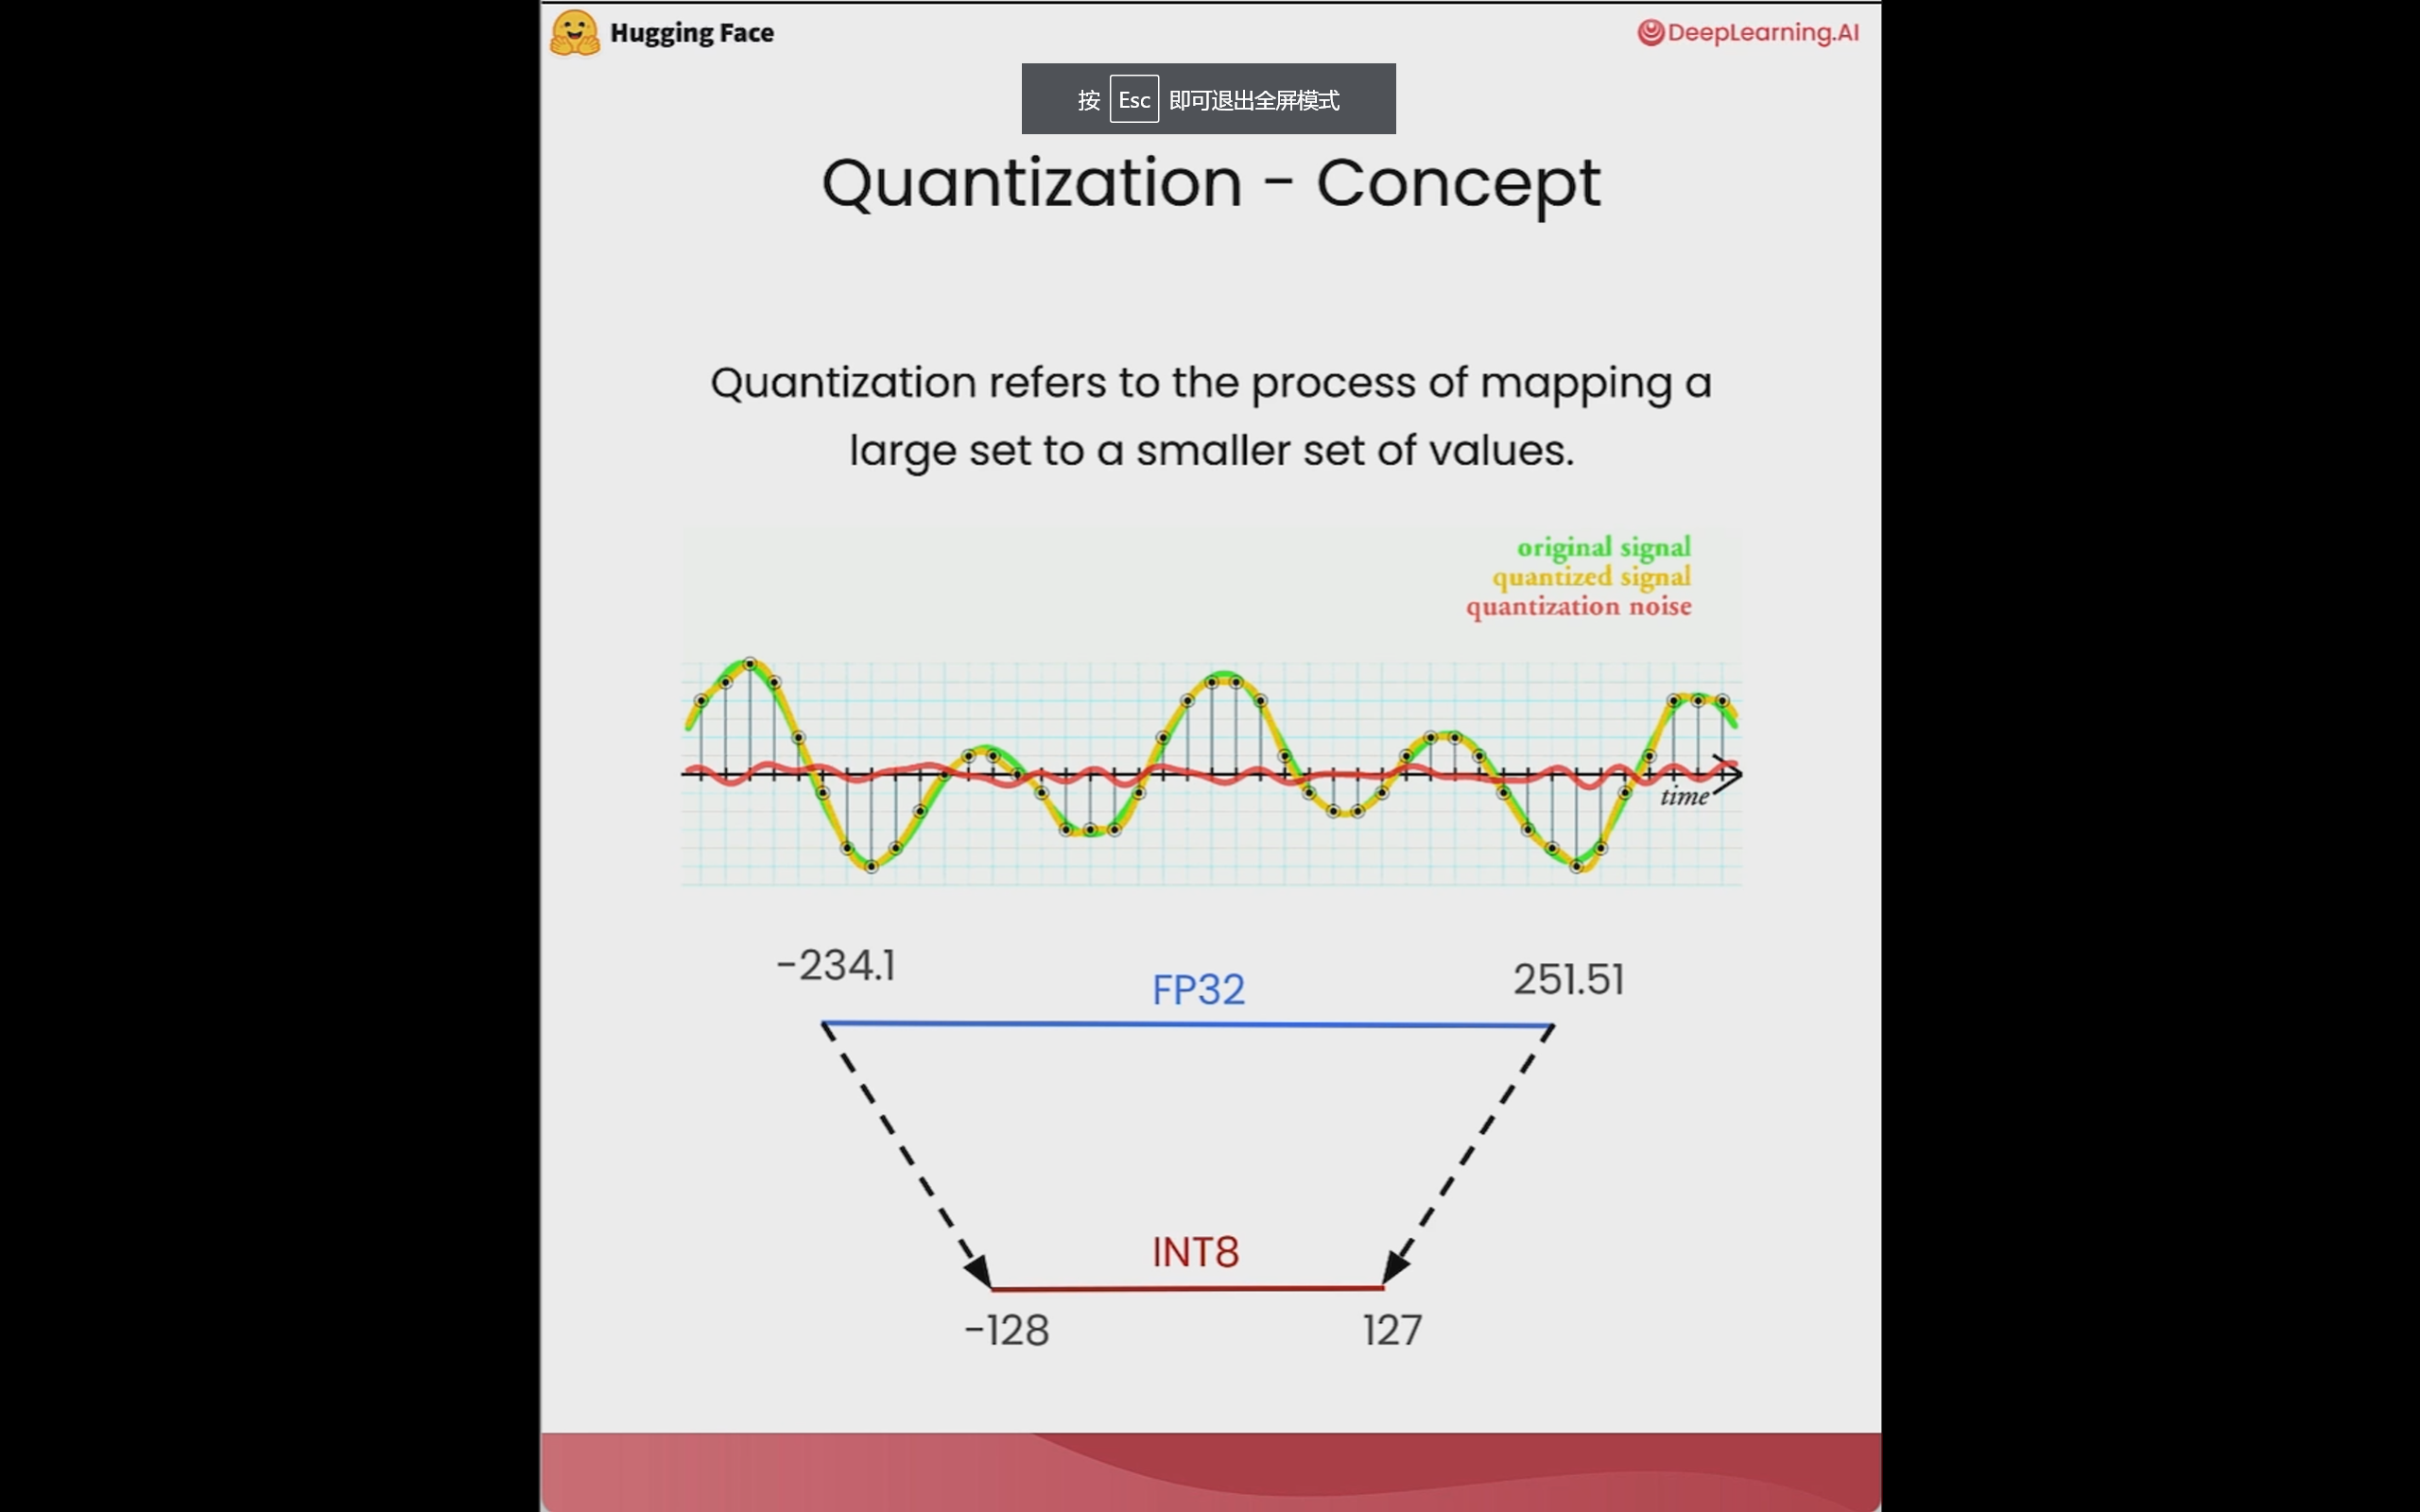 Hugging Face
DeepLearning.AI
按 Esc 即可退出全屏模式
Quantization - Concept
Quantization refers to the process of mapping a
large set to a smaller set of values.
original signal
quantized signal
quantization noise
time
-234.1
FP32
251.51
INT8
-128
127